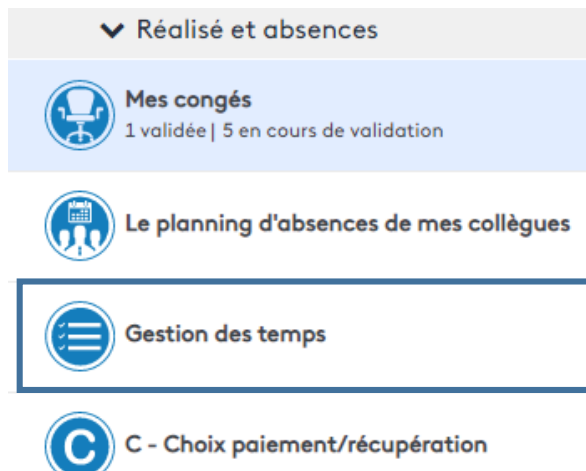 Réalisé et absences
Mes congés
1 validée | 5 en cours de validation
Le planning d'absences de mes collègues
Gestion des temps
C
C - Choix paiement/récupération